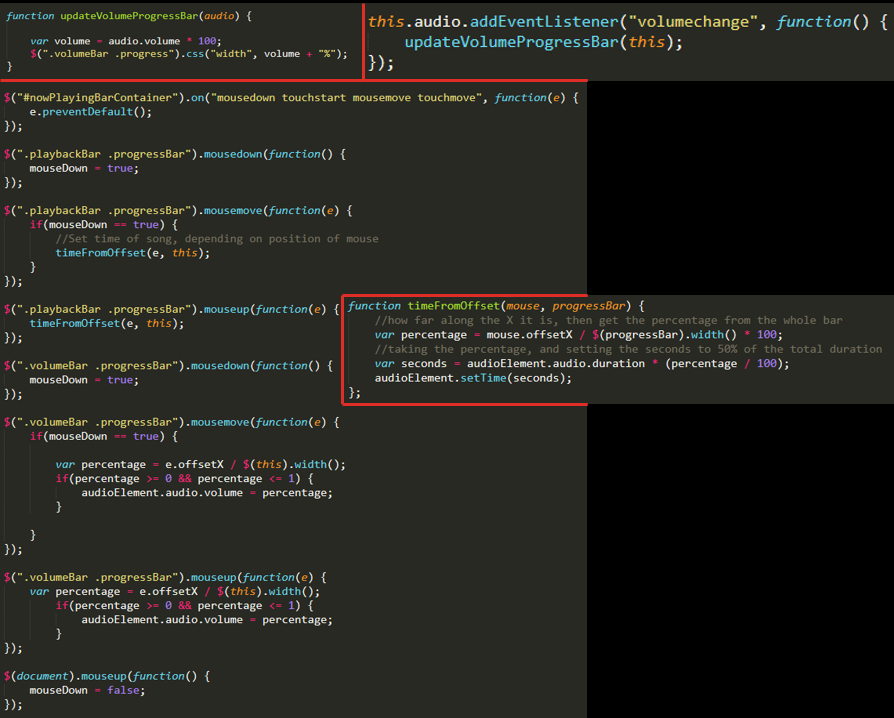 function updateVolumeProgressBar(audio) {
var volume = audio.volume * 100;
$(".volumeBar .progress").css("width", volume + "%");
}
this.audio.addEventListener("volumechange", function() {
updateVolumeProgressBar(this);
});
$("#nowPlayingBarContainer").on("mousedown touchstart mousemove touchmove", function(e) {
e.preventDefault();
});
$(".playbackBar .progressBar").mousedown(function() {
mouseDown = true;
});
$(".playbackBar .progressBar").mousemove(function(e) {
if(mouseDown == true) {
//Set time of song, depending on position of mouse
timeFromOffset(e, this);
}
});
$(".playbackBar .progressBar").mouseup(function(e) {
timeFromOffset(e, this);
});
function timeFromOffset(mouse, progressBar) {
//how far along the X it is, then get the percentage from the whole bar
var percentage = mouse.offsetX / $(progressBar).width() * 100;
//taking the percentage, and setting the seconds to 50% of the total duration
var seconds = audioElement.audio.duration * (percentage / 100);
audioElement.setTime(seconds);
};
$(".volumeBar .progressBar").mousedown(function() {
mouseDown = true;
});
$(".volumeBar .progressBar").mousemove(function(e) {
if(mouseDown == true) {
var percentage = e.offsetX / $(this).width();
if(percentage >= 0 && percentage <= 1) {
audioElement.audio.volume = percentage;
}
}
});
$(".volumeBar .progressBar").mouseup(function(e) {
var percentage = e.offsetX / $(this).width();
if(percentage >= 0 && percentage <= 1) {
audioElement.audio.volume = percentage;
}
});
$(document).mouseup(function() {
mouseDown = false;
});